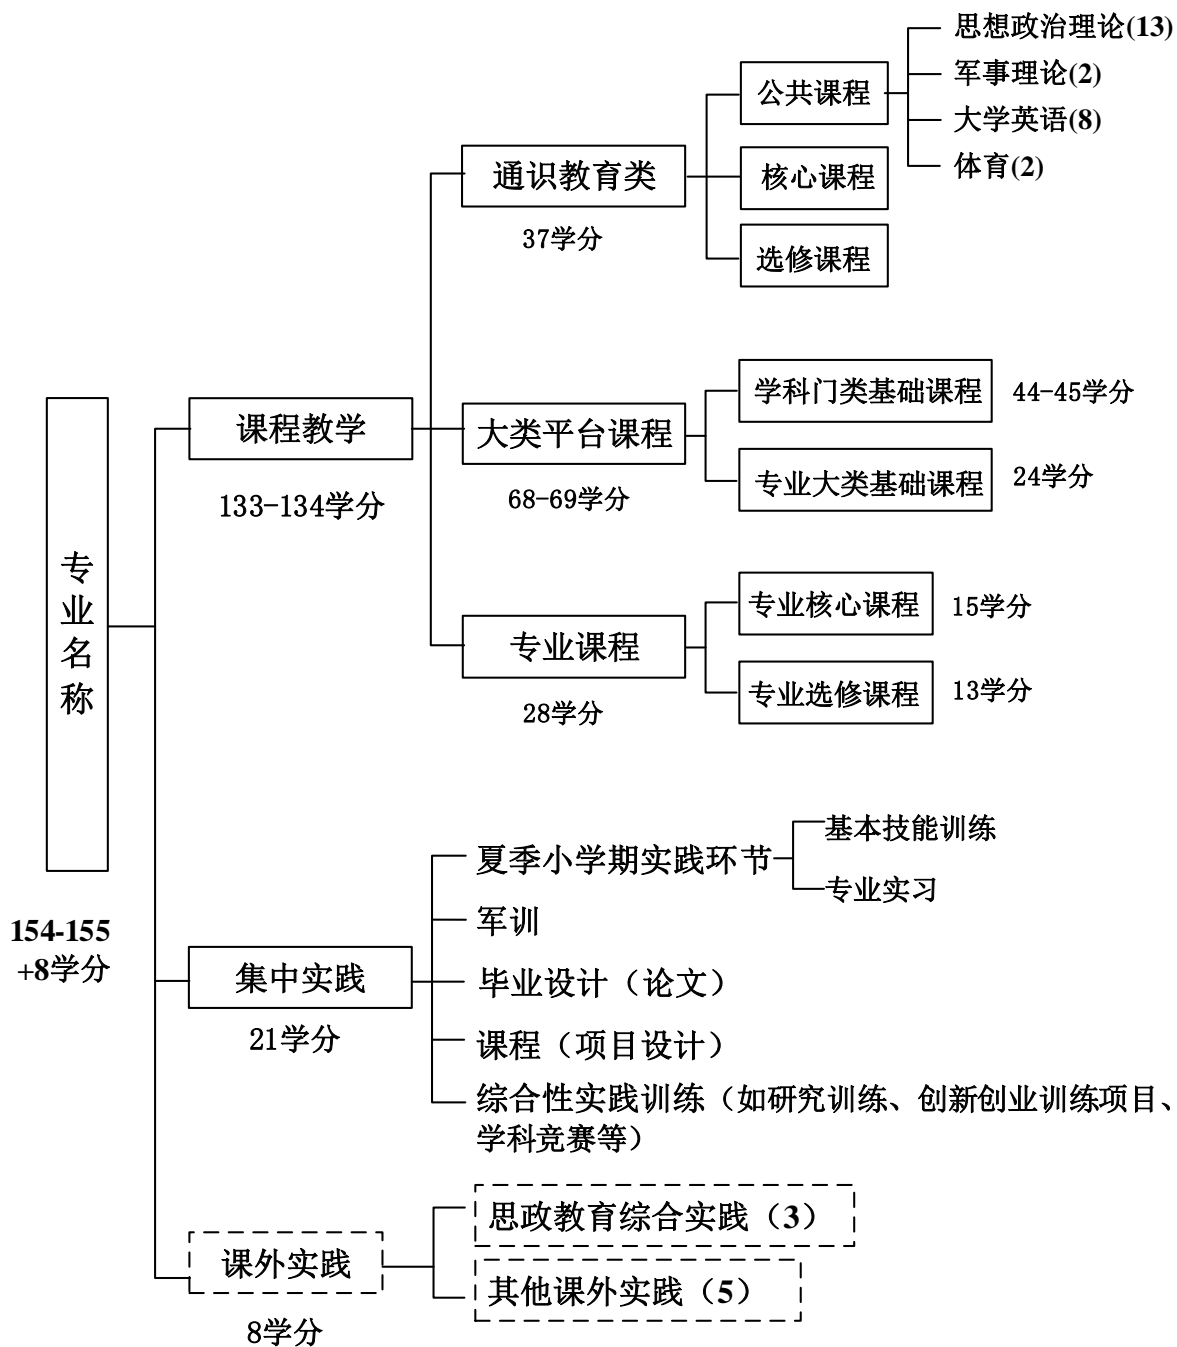 专业名称
154-155
+8学分
课程教学
133-134学分
通识教育类
37学分
公共课程
思想政治理论(13)
军事理论(2)
大学英语(8)
体育(2)
核心课程
选修课程
大类平台课程
68-69学分
学科门类基础课程
44-45学分
专业大类基础课程
24学分
专业课程
28学分
专业核心课程
15学分
专业选修课程
13学分
集中实践
21学分
夏季小学期实践环节
基本技能训练
专业实习
军训
毕业设计（论文）
课程（项目设计）
综合性实践训练（如研究训练、创新创业训练项目、
学科竞赛等）
课外实践
8学分
思政教育综合实践（3）
其他课外实践（5）